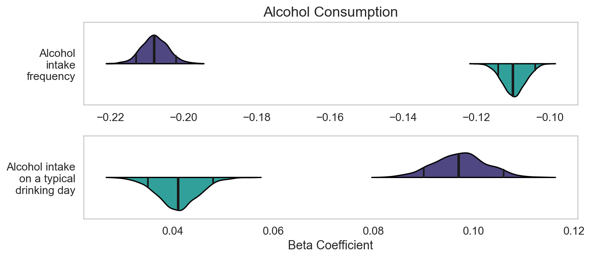 Alcohol Consumption
Alcohol
intake
frequency
−0.22 −0.20 −0.18 −0.16 −0.14 −0.12 −0.10
Alcohol intake
on a typical
drinking day
0.04 0.06 0.08 0.10 0.12
Beta Coefficient